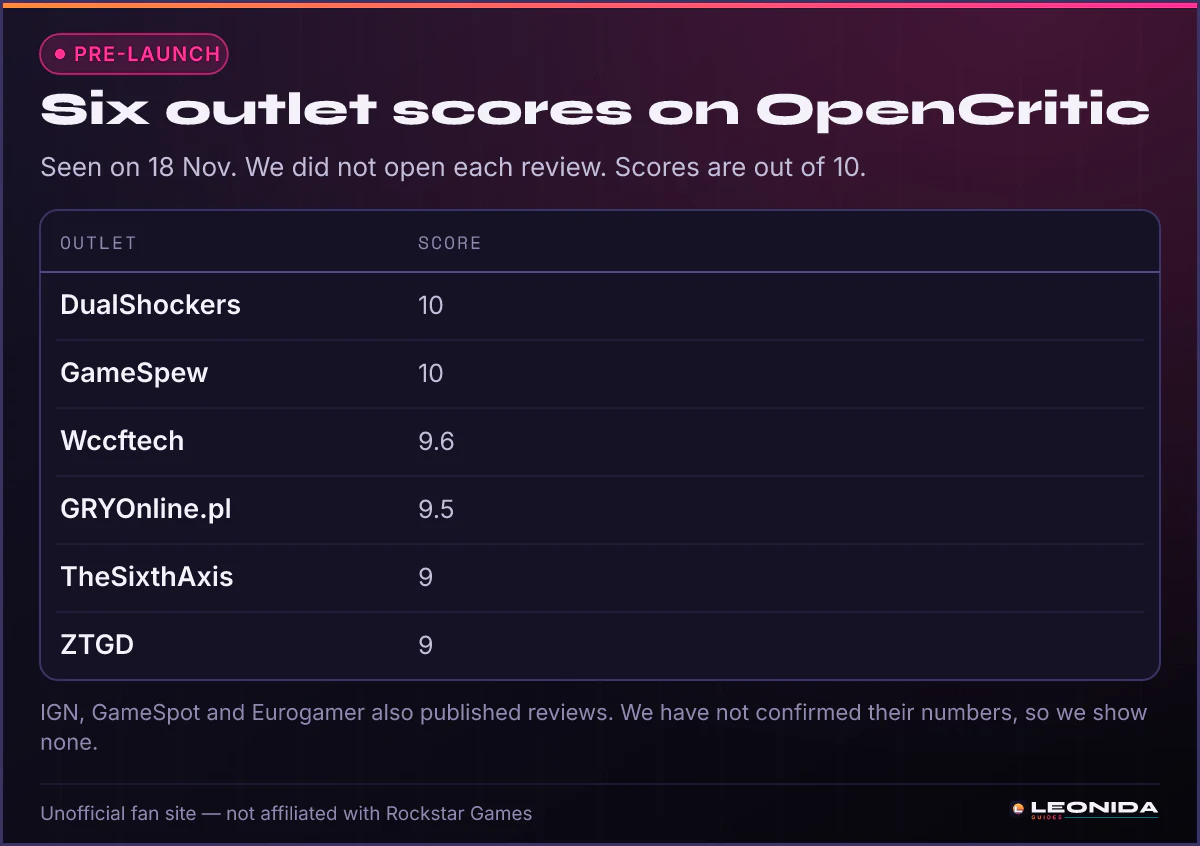 PRE-LAUNCH
Six outlet scores on OpenCritic
Seen on 18 Nov. We did not open each review. Scores are out of 10.
OUTLET SCORE
DualShockers 10
GameSpew 10
Wccftech 9.6
GRYOnline.pl 9.5
TheSixthAxis 9
ZTGD 9
IGN, GameSpot and Eurogamer also published reviews. We have not confirmed their numbers, so we show
none.
Unofficial fan site — not affiliated with Rockstar Games
LEONIDA
GUIDES